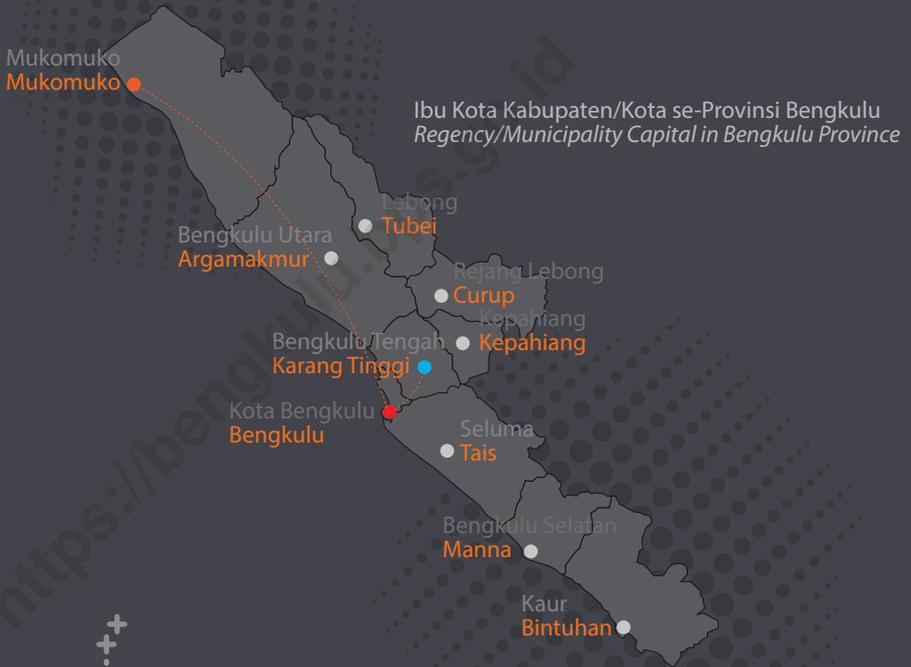 Mukomuko
Mukomuko
Ibu Kota Kabupaten/Kota se-Provinsi Bengkulu
Regency/Municipality Capital in Bengkulu Province
Lebong
Tubei
Bengkulu Utara
Argamakmur
Rejang Lebong
Curup
Kepahiang
Kepahiang
Bengkulu Tengah
Karang Tinggi
Kota Bengkulu
Bengkulu
Seluma
Tais
Bengkulu Selatan
Manna
Kaur
Bintuhan
https://bengkulu.bps.go.id